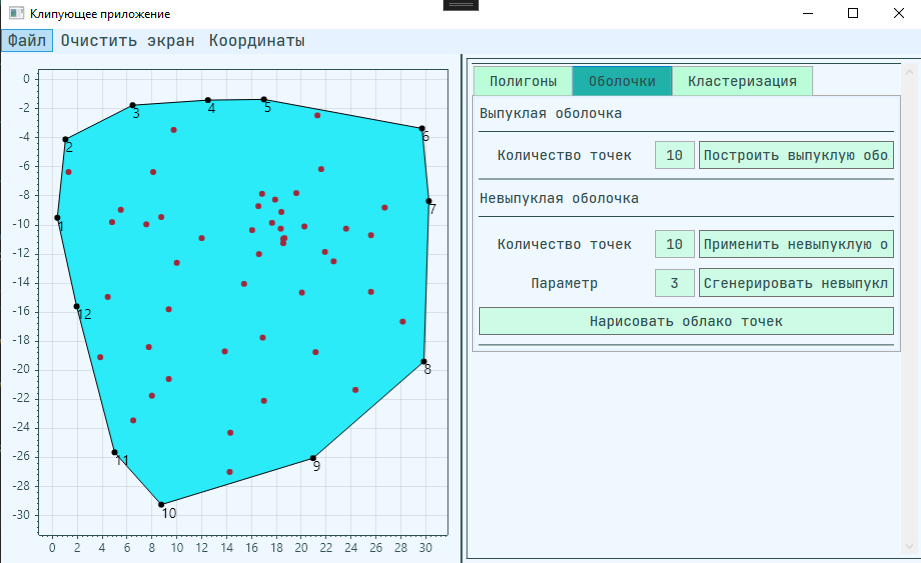 Клипующее приложение
Файл Очистить экран Координаты
0
-2
-4
-6
-8
-10
-12
-14
-16
-18
-20
-22
-24
-26
-28
-30
0 2 4 6 8 10 12 14 16 18 20 22 24 26 28 30
1
2
3
4
5
6
7
8
9
10
11
12
Полигоны Оболочки Кластеризация
Выпуклая оболочка
Количество точек 10 Построить выпуклую обо
Невыпуклая оболочка
Количество точек 10 Применить невыпуклую о
Параметр 3 Сгенерировать невыпукл
Нарисовать облако точек